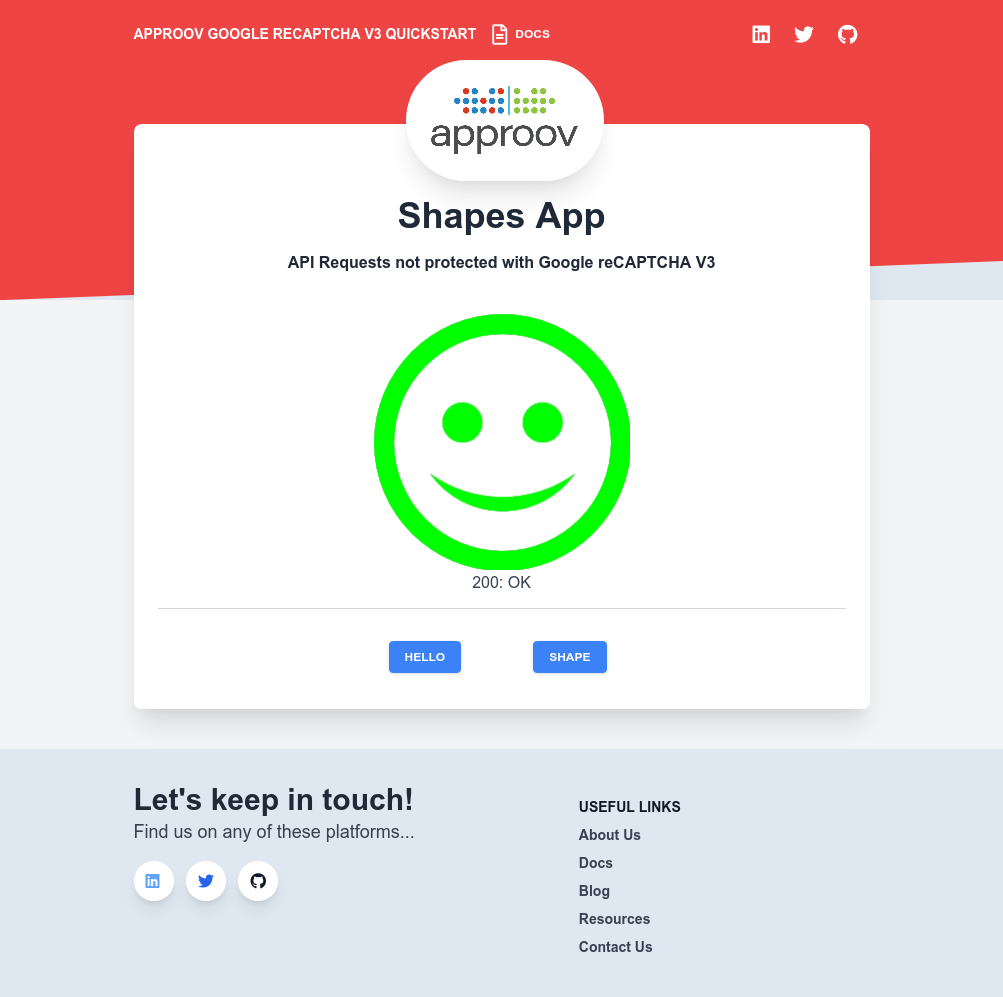 APPROOV GOOGLE RECAPTCHA V3 QUICKSTART DOCS
approov
Shapes App
API Requests not protected with Google reCAPTCHA V3
200: OK
HELLO SHAPE
Let's keep in touch!
Find us on any of these platforms...
USEFUL LINKS
About Us
Docs
Blog
Resources
Contact Us